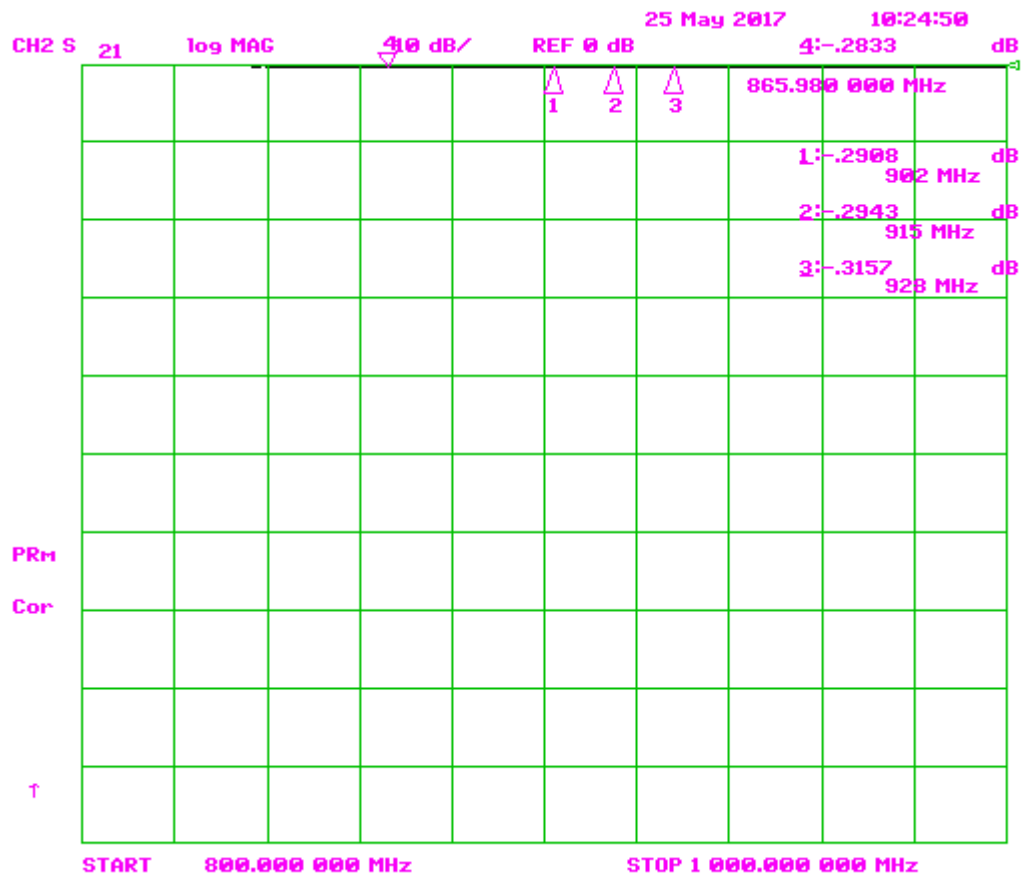 25 May 2017 10:24:50
CH2 S 21 log MAG 10 dB/ REF 0 dB 4:-.2833 dB
4
865.980 000 MHz
1 2 3
1:-.2908 dB
902 MHz
2:-.2943 dB
915 MHz
3:-.3157 dB
928 MHz
PRm
Cor
↑
START 800.000 000 MHz STOP 1 000.000 000 MHz